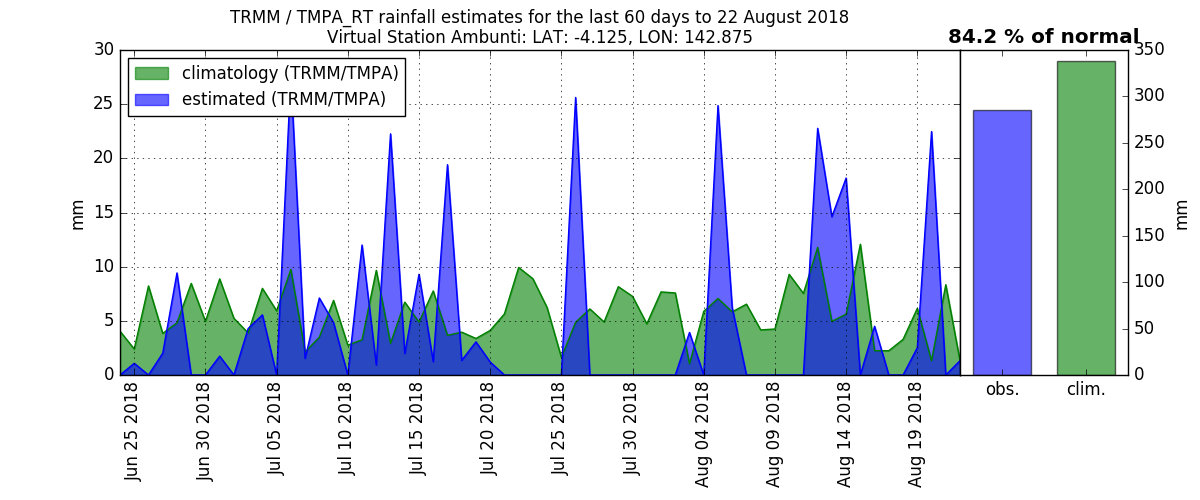 TRMM / TMPA_RT rainfall estimates for the last 60 days to 22 August 2018
Virtual Station Ambunti: LAT: -4.125, LON: 142.875
84.2 % of normal
climatology (TRMM/TMPA)
estimated (TRMM/TMPA)
30
25
20
15
10
5
0
mm
Jun 25 2018
Jun 30 2018
Jul 05 2018
Jul 10 2018
Jul 15 2018
Jul 20 2018
Jul 25 2018
Jul 30 2018
Aug 04 2018
Aug 09 2018
Aug 14 2018
Aug 19 2018
obs.
clim.
350
300
250
200
150
100
50
0
mm